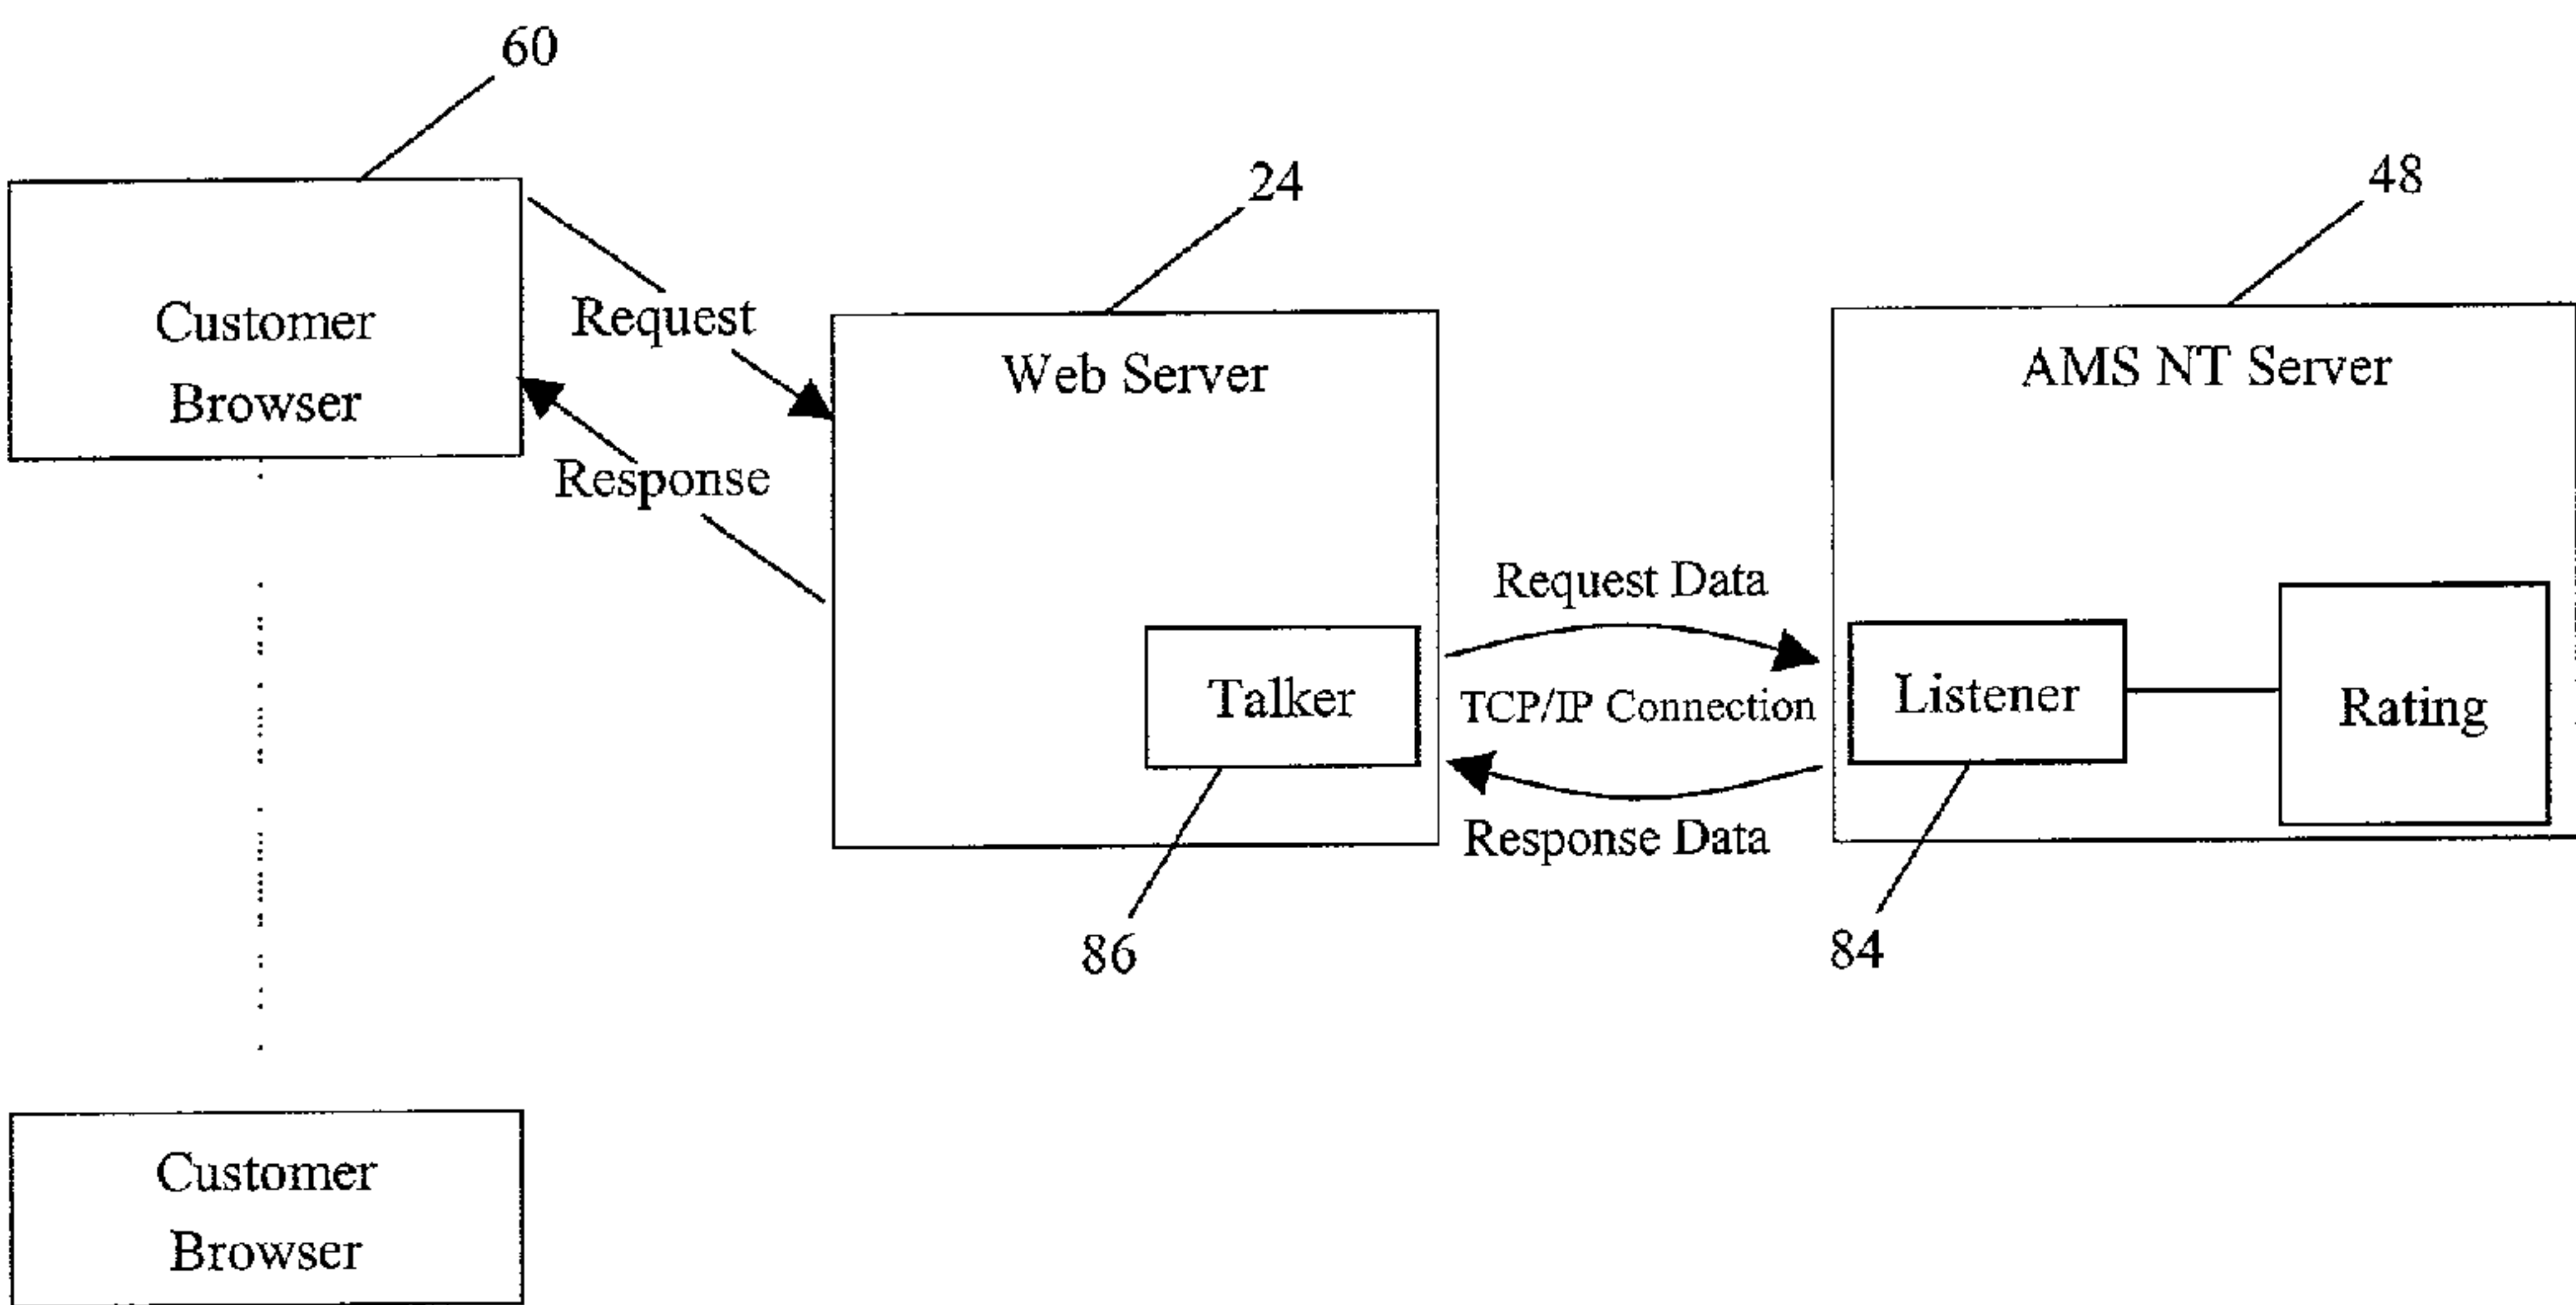 60
24
48
Customer
Browser
Request
Response
Web Server
AMS NT Server
Request Data
TCP/IP Connection
Response Data
Talker
Listener
Rating
86
84
Customer
Browser